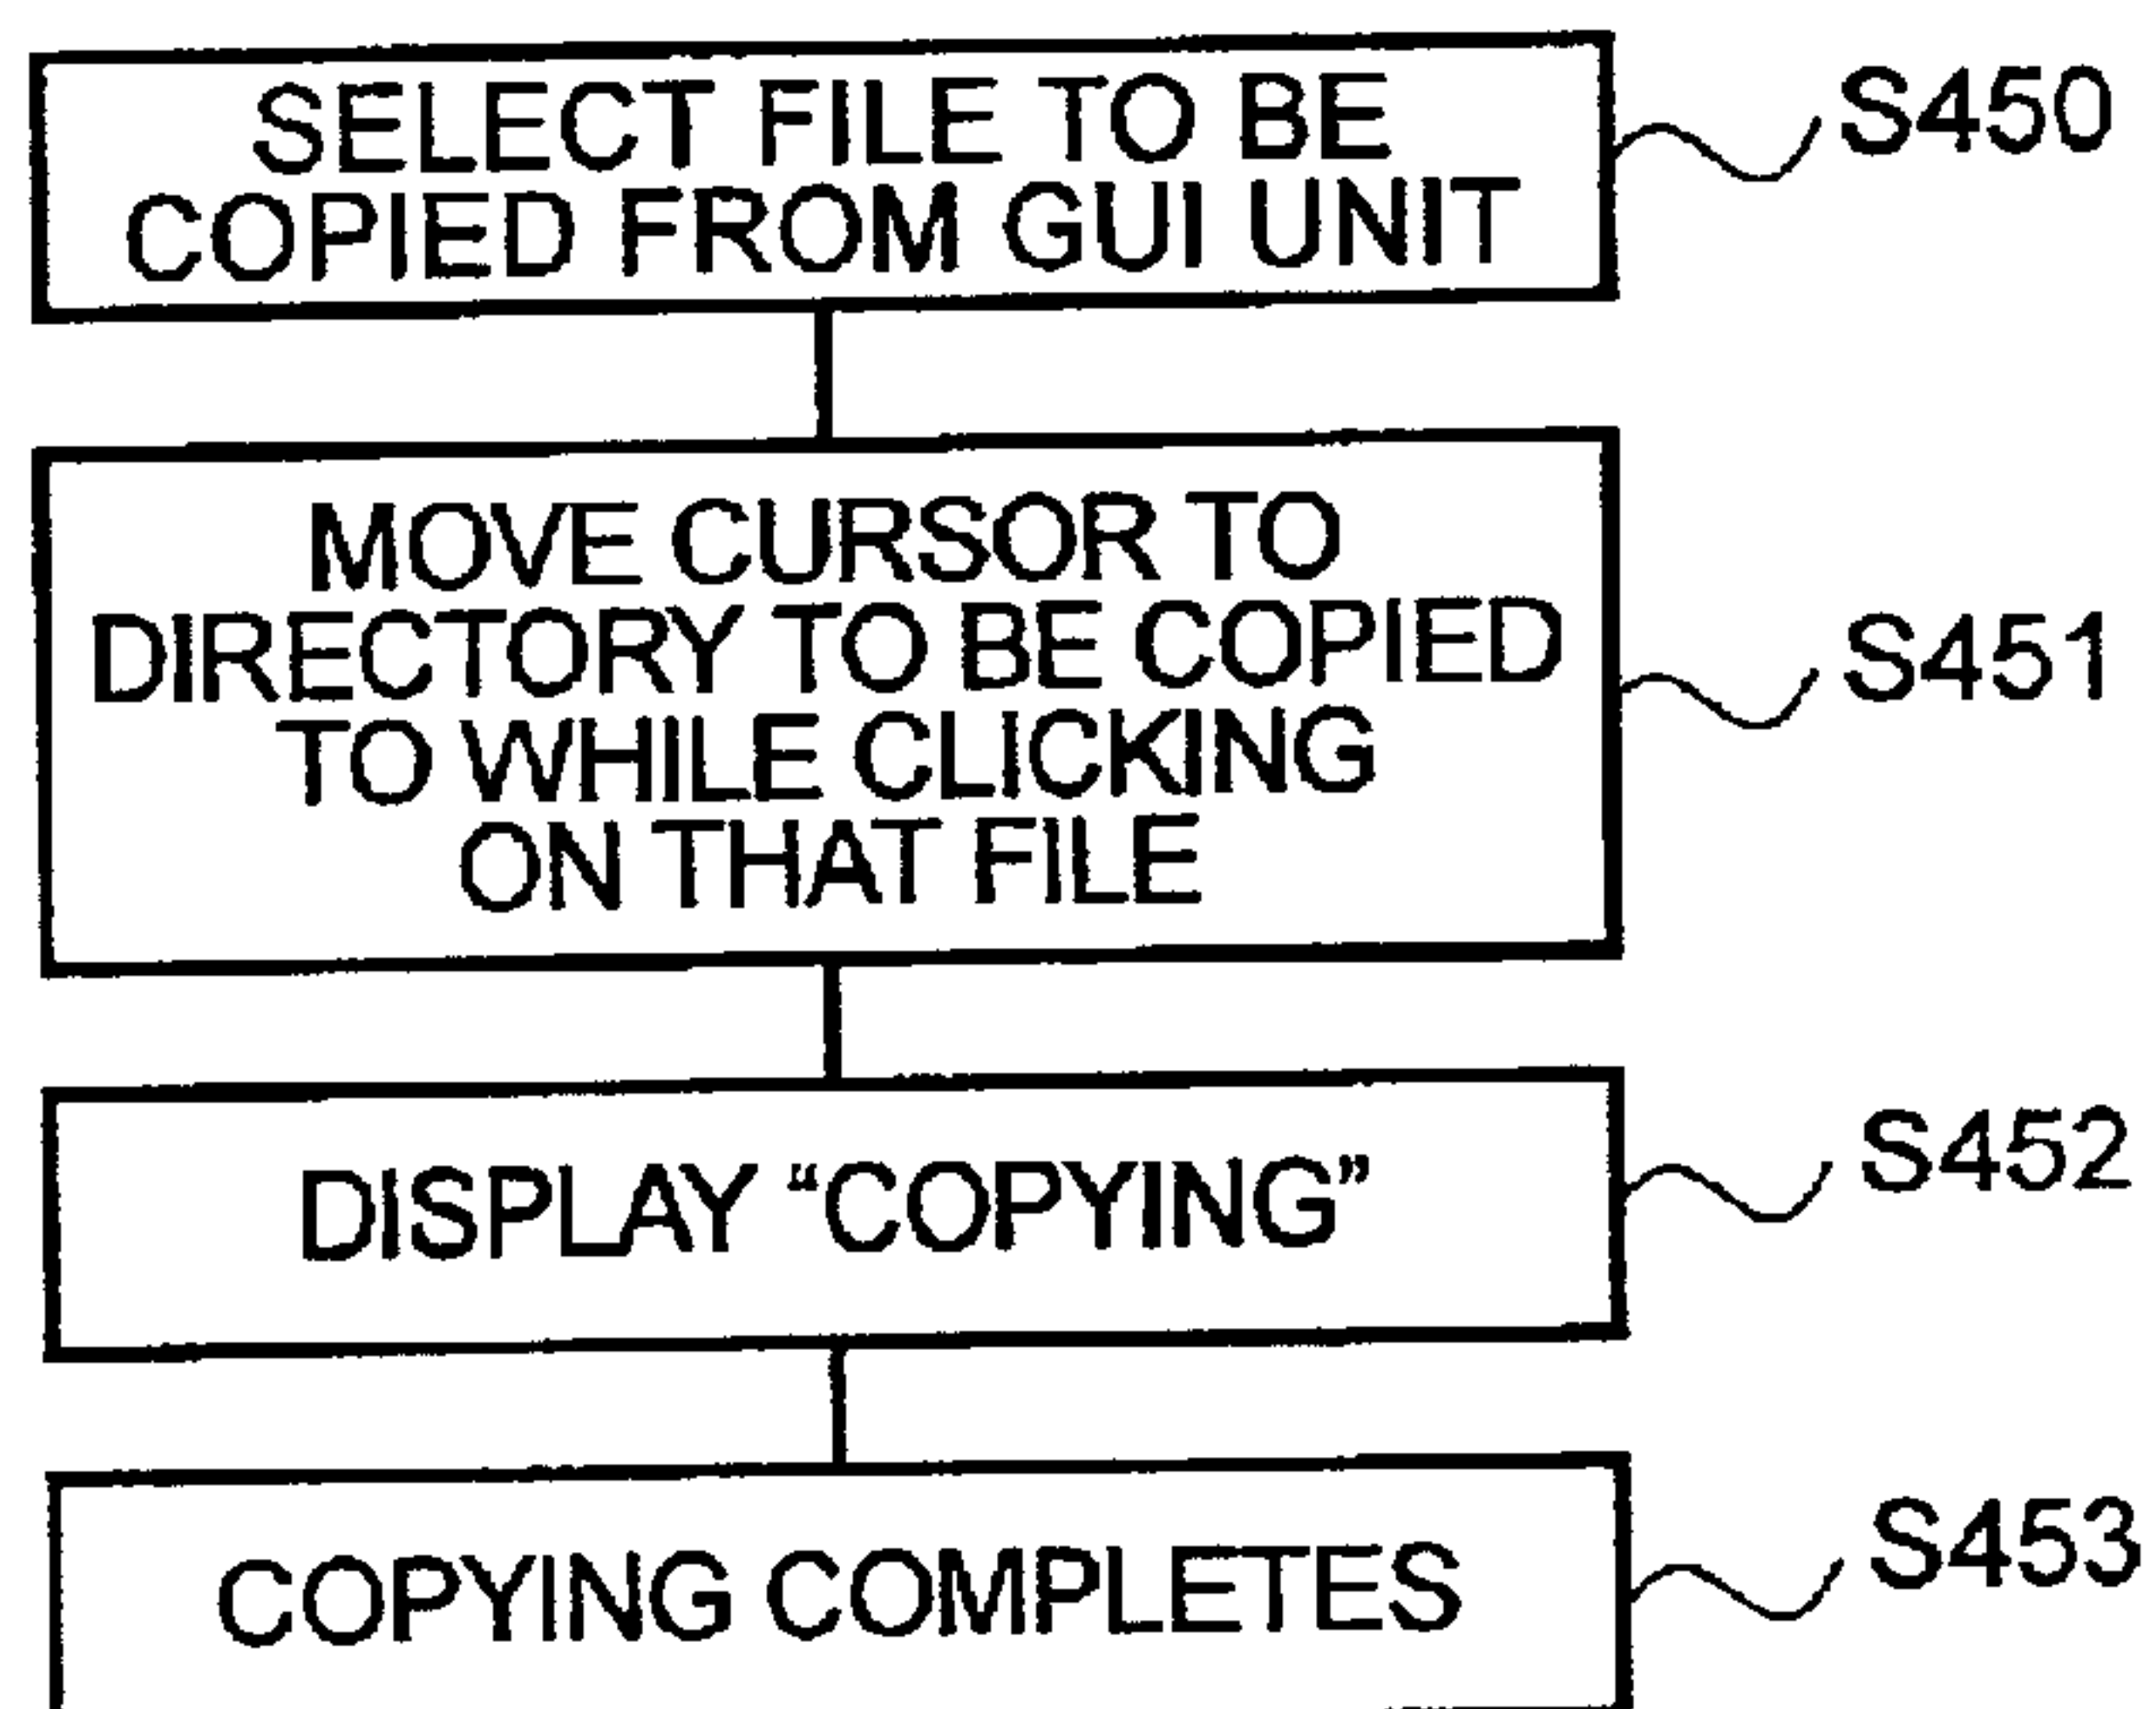 SELECT FILE TO BE
COPIED FROM GUI UNIT
S450
MOVE CURSOR TO
DIRECTORY TO BE COPIED
TO WHILE CLICKING
ON THAT FILE
S451
DISPLAY “COPYING”
S452
COPYING COMPLETES
S453